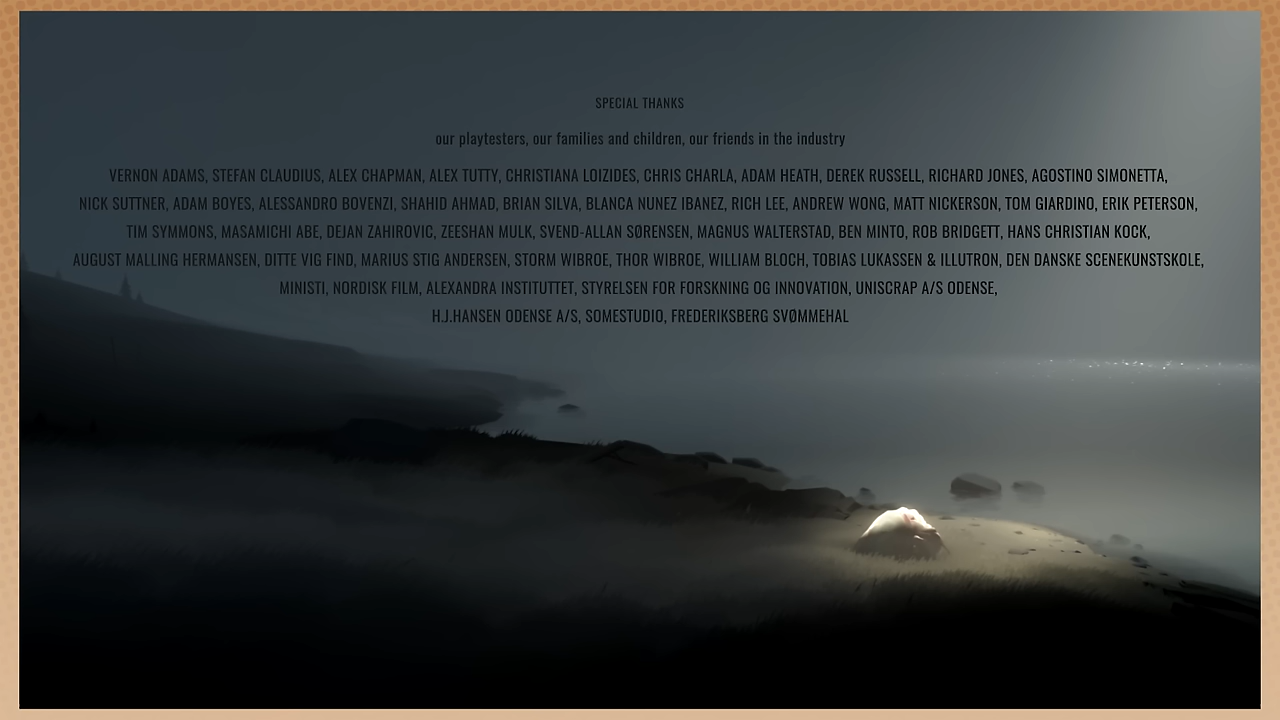 SPECIAL THANKS
our playtesters, our families and children, our friends in the industry
VERNON ADAMS, STEFAN CLAUDIUS, ALEX CHAPMAN, ALEX TUTTY, CHRISTIANA LOIZIDES, CHRIS CHARLA, ADAM HEATH, DEREK RUSSELL, RICHARD JONES, AGOSTINO SIMONETTA,
NICK SUTTNER, ADAM BOYES, ALESSANDRO BOVENZI, SHAHID AHMAD, BRIAN SILVA, BLANCA NUNEZ IBANEZ, RICH LEE, ANDREW WONG, MATT NICKERSON, TOM GIARDINO, ERIK PETERSON,
TIM SYMMONS, MASAMICHI ABE, DEJAN ZAHIROVIC, ZEESHAN MULK, SVEND-ALLAN SØRENSEN, MAGNUS WALTERSTAD, BEN MINTO, ROB BRIDGETT, HANS CHRISTIAN KOCK,
AUGUST MALLING HERMANSEN, DITTE VIG FIND, MARIUS STIG ANDERSEN, STORM WIBROE, THOR WIBROE, WILLIAM BLOCH, TOBIAS LUKASSEN & ILLUTRON, DEN DANSKE SCENEKUNSTSKOLE,
MINISTI, NORDISK FILM, ALEXANDRA INSTITUTTET, STYRELSEN FOR FORSKNING OG INNOVATION, UNISCRAP A/S ODENSE,
H.J.HANSEN ODENSE A/S, SOMESTUDIO, FREDERIKSBERG SVØMMEHAL